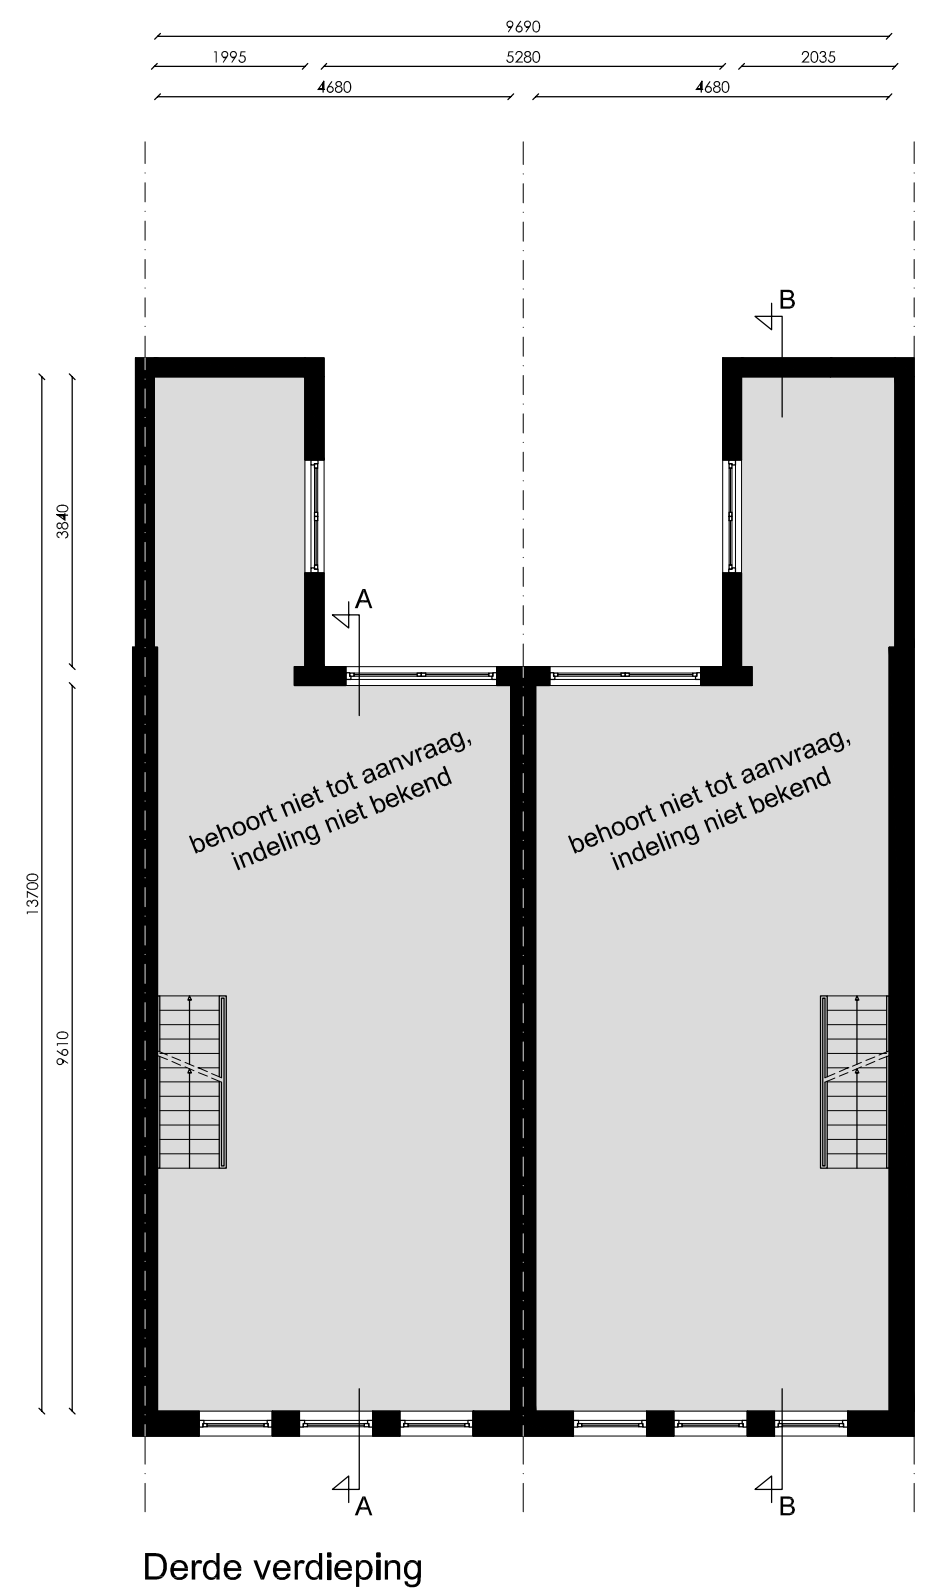 9690
1995 5280 2035
4680 4680
B
3840
A
behoort niet tot aanvraag,
indeling niet bekend
behoort niet tot aanvraag,
indeling niet bekend
13700
9610
A
B
Derde verdieping